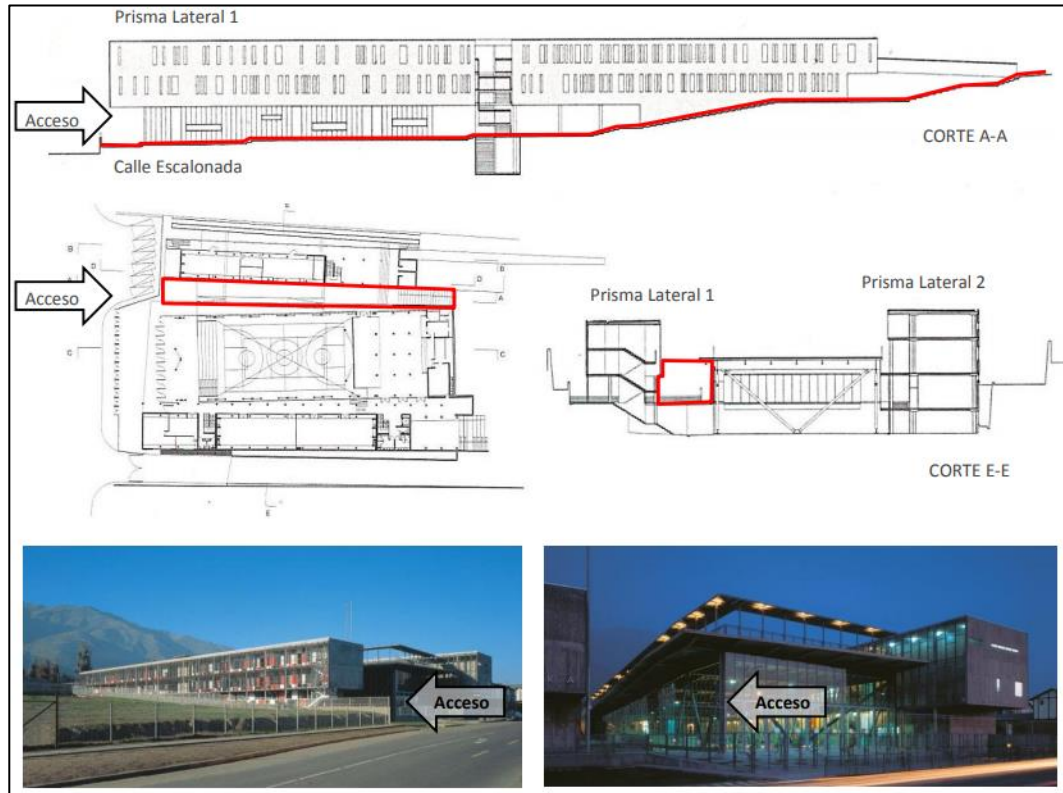 Prisma Lateral 1
Acceso
Calle Escalonada
CORTE A-A
E
B
D
A
Acceso
C
B
D
A
C
E
Prisma Lateral 1
Prisma Lateral 2
CORTE E-E
Acceso
Acceso